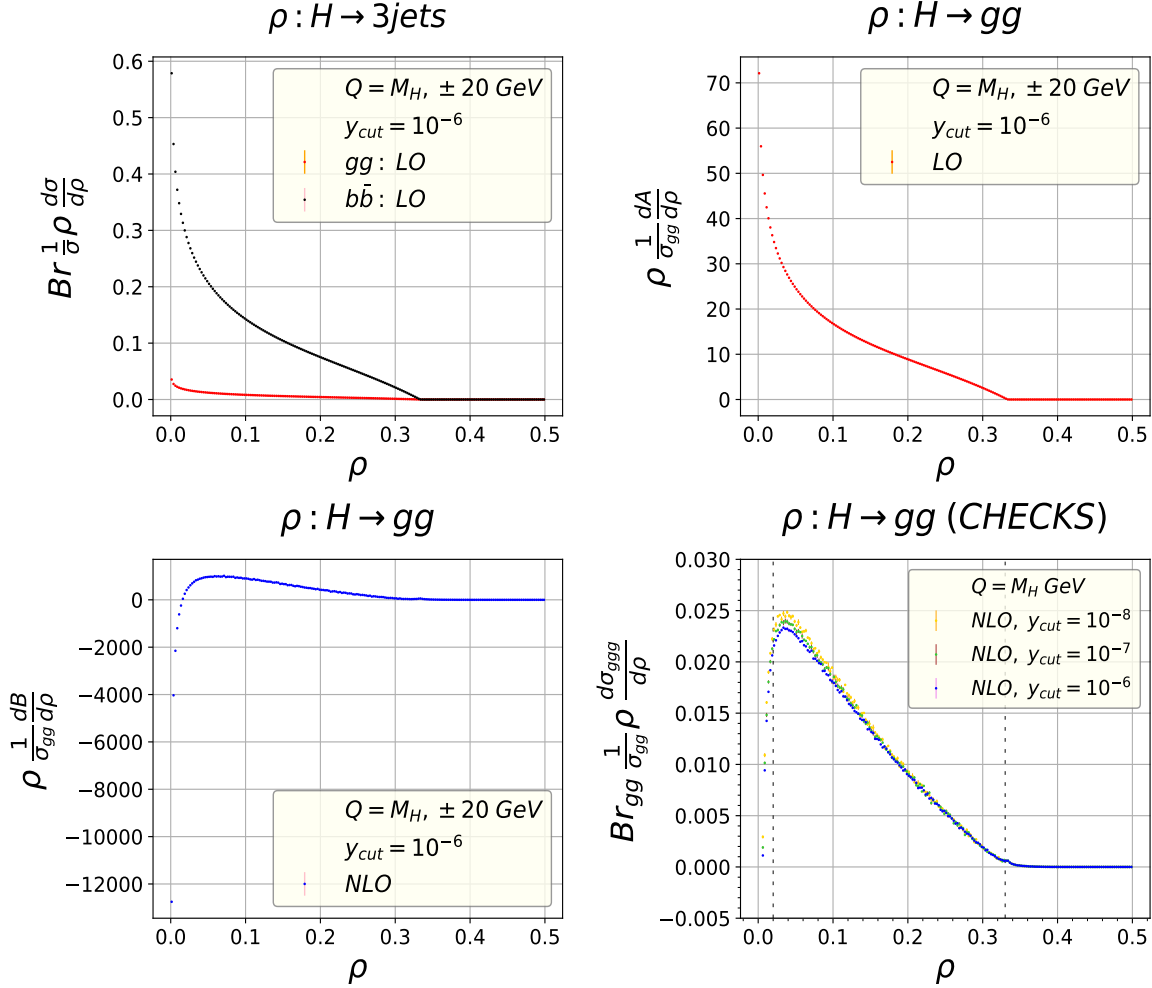 ρ : H → 3jets
0.6
0.5
0.4
0.3
0.2
0.1
0.0
Br 1/σ ρ dσ/dρ
Q = M_H, ± 20 GeV
y_cut = 10^−6
gg : LO
bb̄ : LO
0.0 0.1 0.2 0.3 0.4 0.5
ρ
ρ : H → gg
70
60
50
40
30
20
10
0
ρ 1/σ_gg dA/dρ
Q = M_H, ± 20 GeV
y_cut = 10^−6
LO
0.0 0.1 0.2 0.3 0.4 0.5
ρ
ρ : H → gg
0
−2000
−4000
−6000
−8000
−10000
−12000
ρ 1/σ_gg dB/dρ
Q = M_H, ± 20 GeV
y_cut = 10^−6
NLO
0.0 0.1 0.2 0.3 0.4 0.5
ρ
ρ : H → gg (CHECKS)
0.030
0.025
0.020
0.015
0.010
0.005
0.000
−0.005
Br_gg 1/σ_gg ρ dσ_ggg/dρ
Q = M_H GeV
NLO, y_cut = 10^−8
NLO, y_cut = 10^−7
NLO, y_cut = 10^−6
0.0 0.1 0.2 0.3 0.4 0.5
ρ